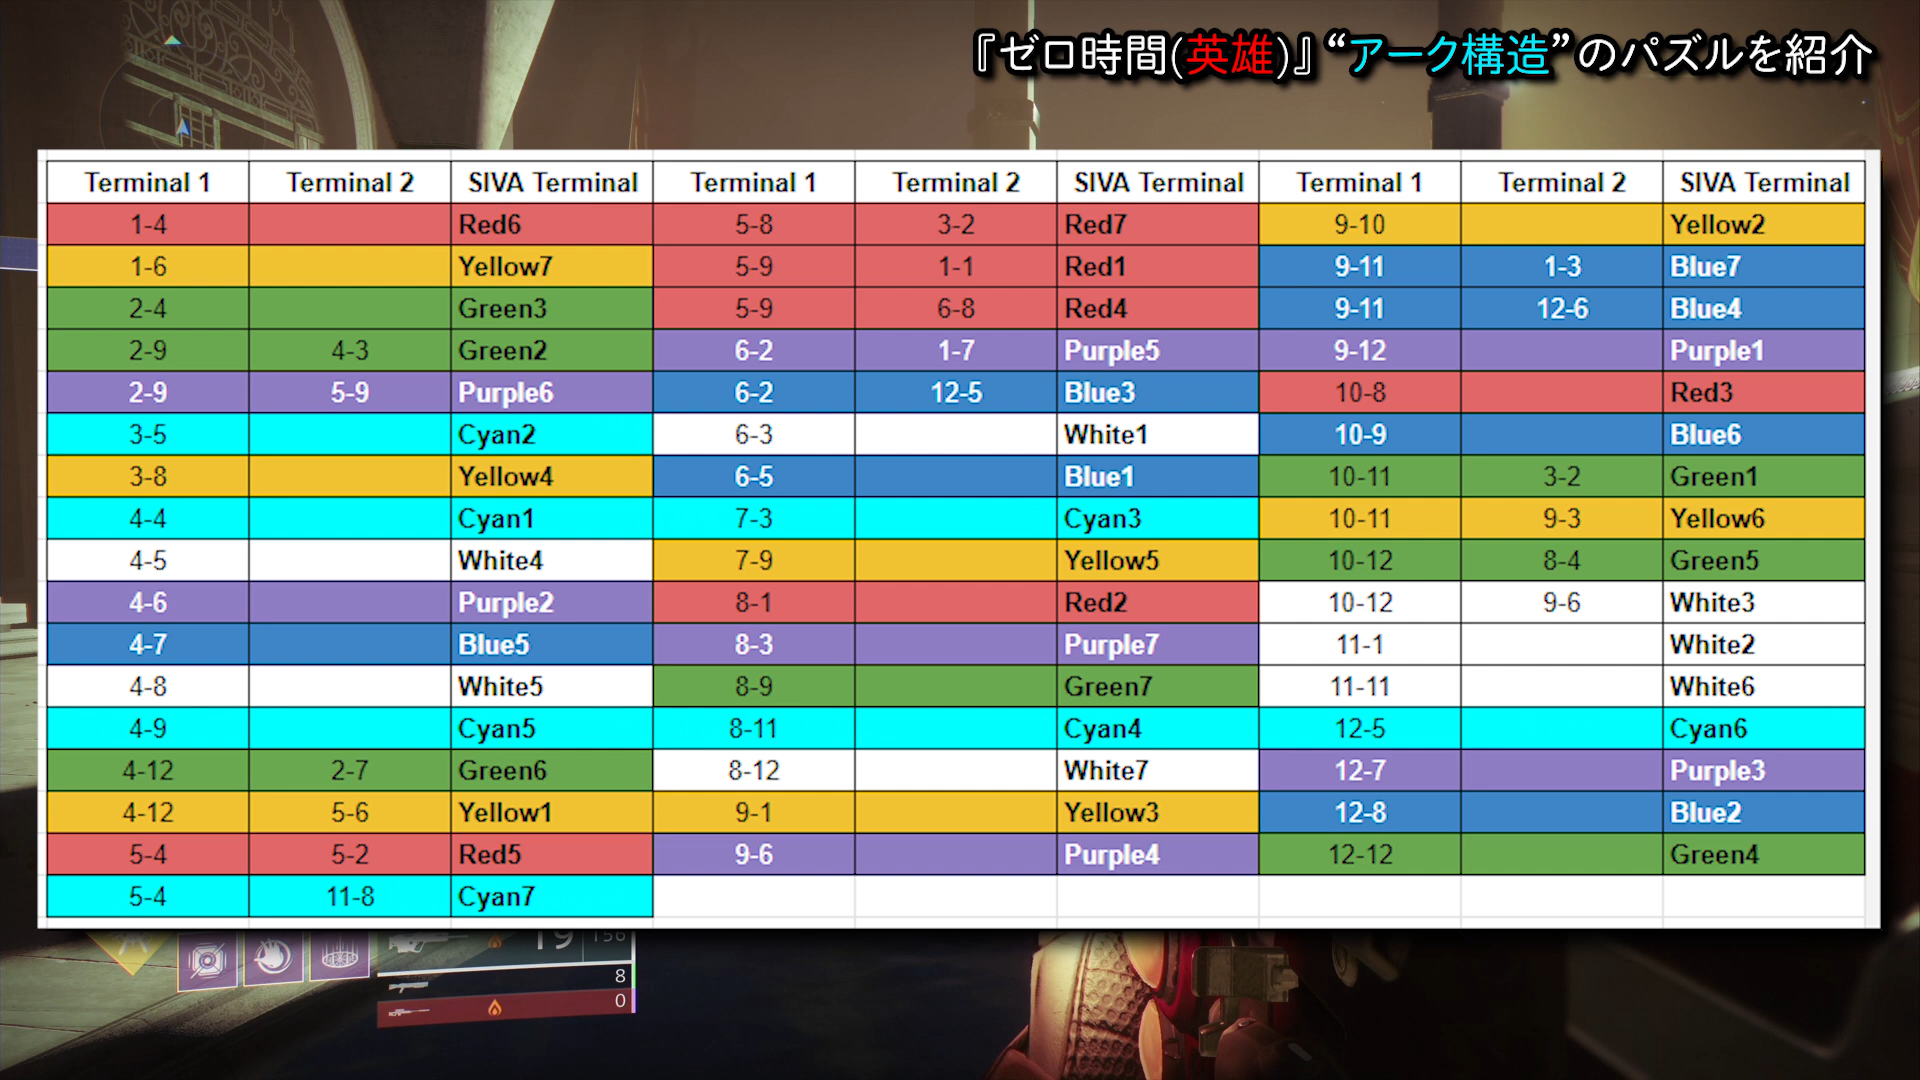 『ゼロ時間(英雄)』“アーク構造”のパズルを紹介
Terminal 1 Terminal 2 SIVA Terminal Terminal 1 Terminal 2 SIVA Terminal Terminal 1 Terminal 2 SIVA Terminal
1-4 Red6 5-8 3-2 Red7 9-10 Yellow2
1-6 Yellow7 5-9 1-1 Red1 9-11 1-3 Blue7
2-4 Green3 5-9 6-8 Red4 9-11 12-6 Blue4
2-9 4-3 Green2 6-2 1-7 Purple5 9-12 Purple1
2-9 5-9 Purple6 6-2 12-5 Blue3 10-8 Red3
3-5 Cyan2 6-3 White1 10-9 Blue6
3-8 Yellow4 6-5 Blue1 10-11 3-2 Green1
4-4 Cyan1 7-3 Cyan3 10-11 9-3 Yellow6
4-5 White4 7-9 Yellow5 10-12 8-4 Green5
4-6 Purple2 8-1 Red2 10-12 9-6 White3
4-7 Blue5 8-3 Purple7 11-1 White2
4-8 White5 8-9 Green7 11-11 White6
4-9 Cyan5 8-11 Cyan4 12-5 Cyan6
4-12 2-7 Green6 8-12 White7 12-7 Purple3
4-12 5-6 Yellow1 9-1 Yellow3 12-8 Blue2
5-4 5-2 Red5 9-6 Purple4 12-12 Green4
5-4 11-8 Cyan7
19 156
8
0